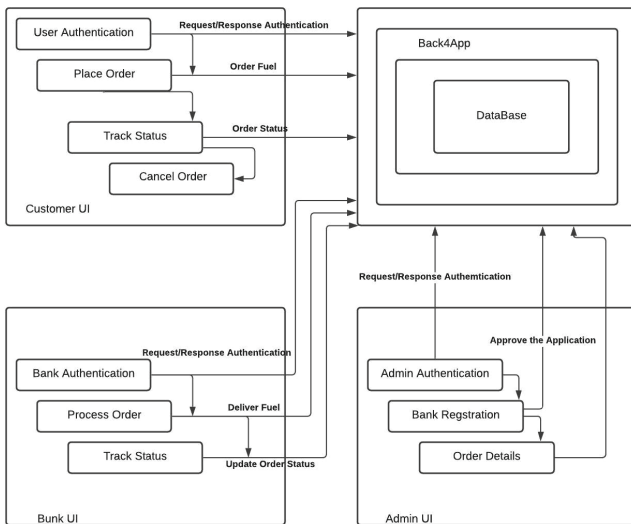 User Authentication
Request/Response Authentication
Place Order
Order Fuel
Track Status
Order Status
Cancel Order
Customer UI
Back4App
DataBase
Request/Response Authentication
Bank Authentication
Process Order
Deliver Fuel
Track Status
Update Order Status
Bunk UI
Request/Response Authemtication
Approve the Application
Admin Authentication
Bank Regstration
Order Details
Admin UI